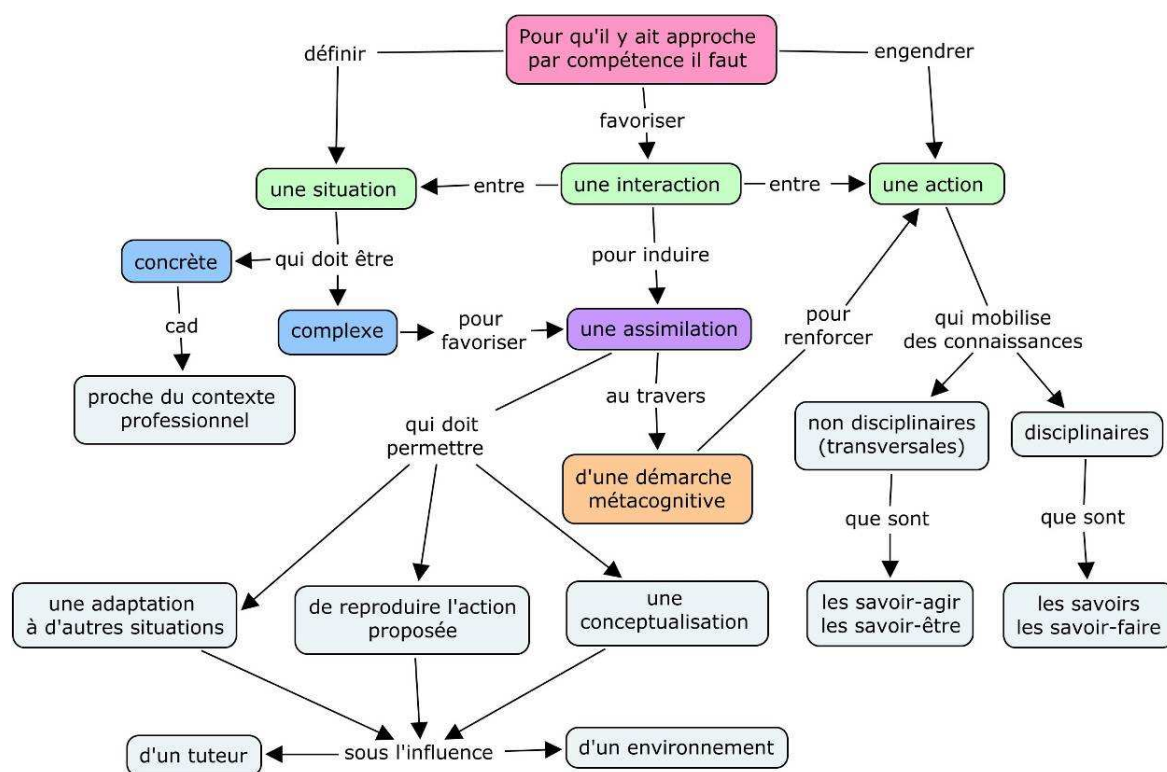 Pour qu'il y ait approche
par compétence il faut
définir
engendrer
favoriser
une situation
entre
une interaction
entre
une action
concrète
qui doit être
pour induire
cad
complexe
pour
favoriser
une assimilation
pour
renforcer
qui mobilise
des connaissances
proche du contexte
professionnel
au travers
qui doit
permettre
non disciplinaires
(transversales)
disciplinaires
d'une démarche
métacognitive
que sont
que sont
une adaptation
à d'autres situations
de reproduire l'action
proposée
une
conceptualisation
les savoir-agir
les savoir-être
les savoirs
les savoir-faire
d'un tuteur
sous l'influence
d'un environnement